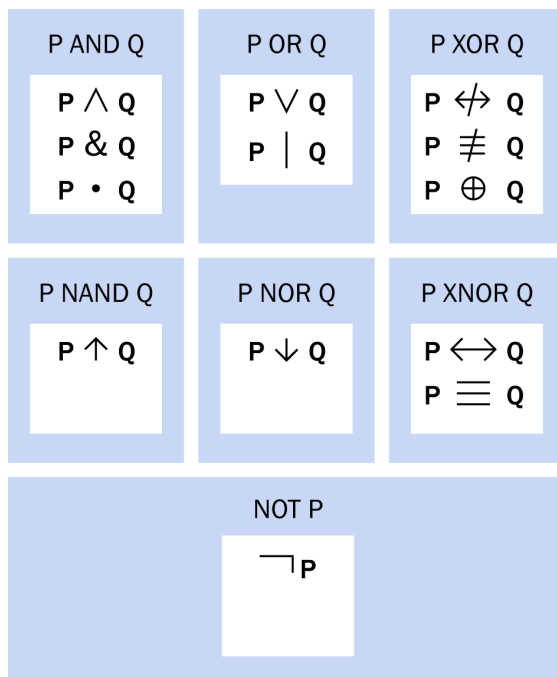 P AND Q
P ∧ Q
P & Q
P • Q
P OR Q
P ∨ Q
P | Q
P XOR Q
P ↮ Q
P ≢ Q
P ⊕ Q
P NAND Q
P ↑ Q
P NOR Q
P ↓ Q
P XNOR Q
P ↔ Q
P ≡ Q
NOT P
¬P